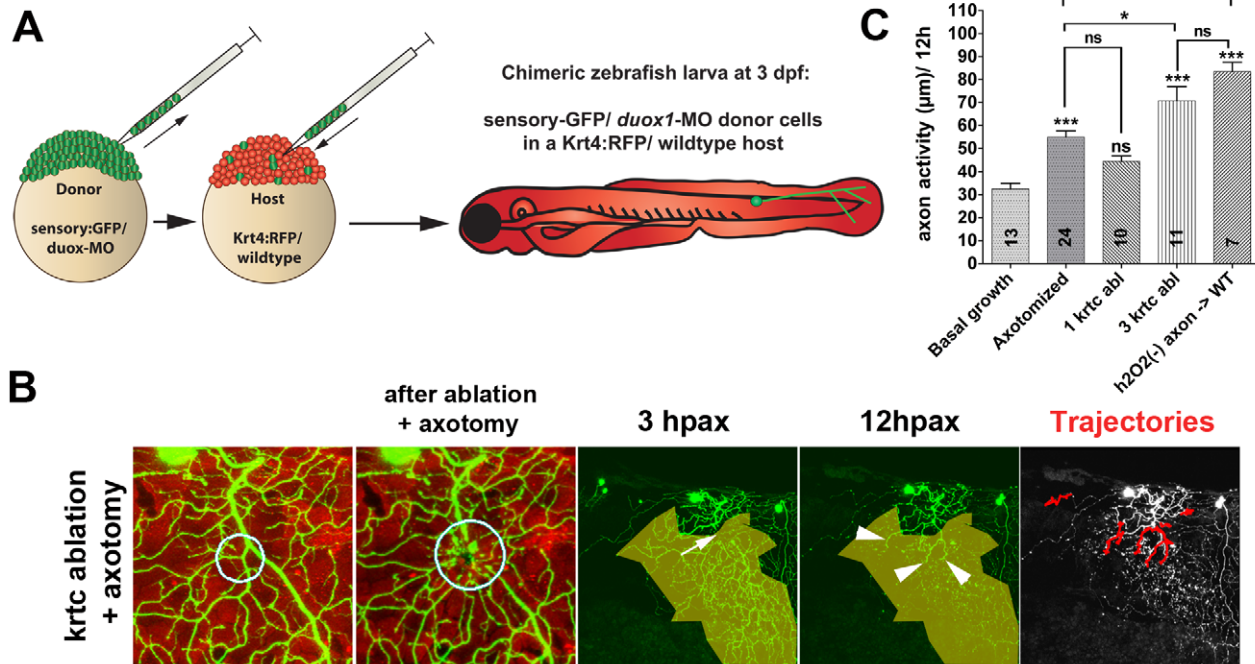 A
Donor
sensory:GFP/
duox-MO
Host
Krt4:RFP/
wildtype
Chimeric zebrafish larva at 3 dpf:
sensory-GFP/ duox1-MO donor cells
in a Krt4:RFP/ wildtype host
C
axon activity (µm)/ 12h
110
100
90
80
70
60
50
40
30
20
10
0
*
ns
ns
***
ns
***
***
13
24
10
11
7
Basal growth
Axotomized
1 krtc abl
3 krtc abl
h2O2(-) axon -> WT
B
krtc ablation
+ axotomy
after ablation
+ axotomy
3 hpax
12hpax
Trajectories